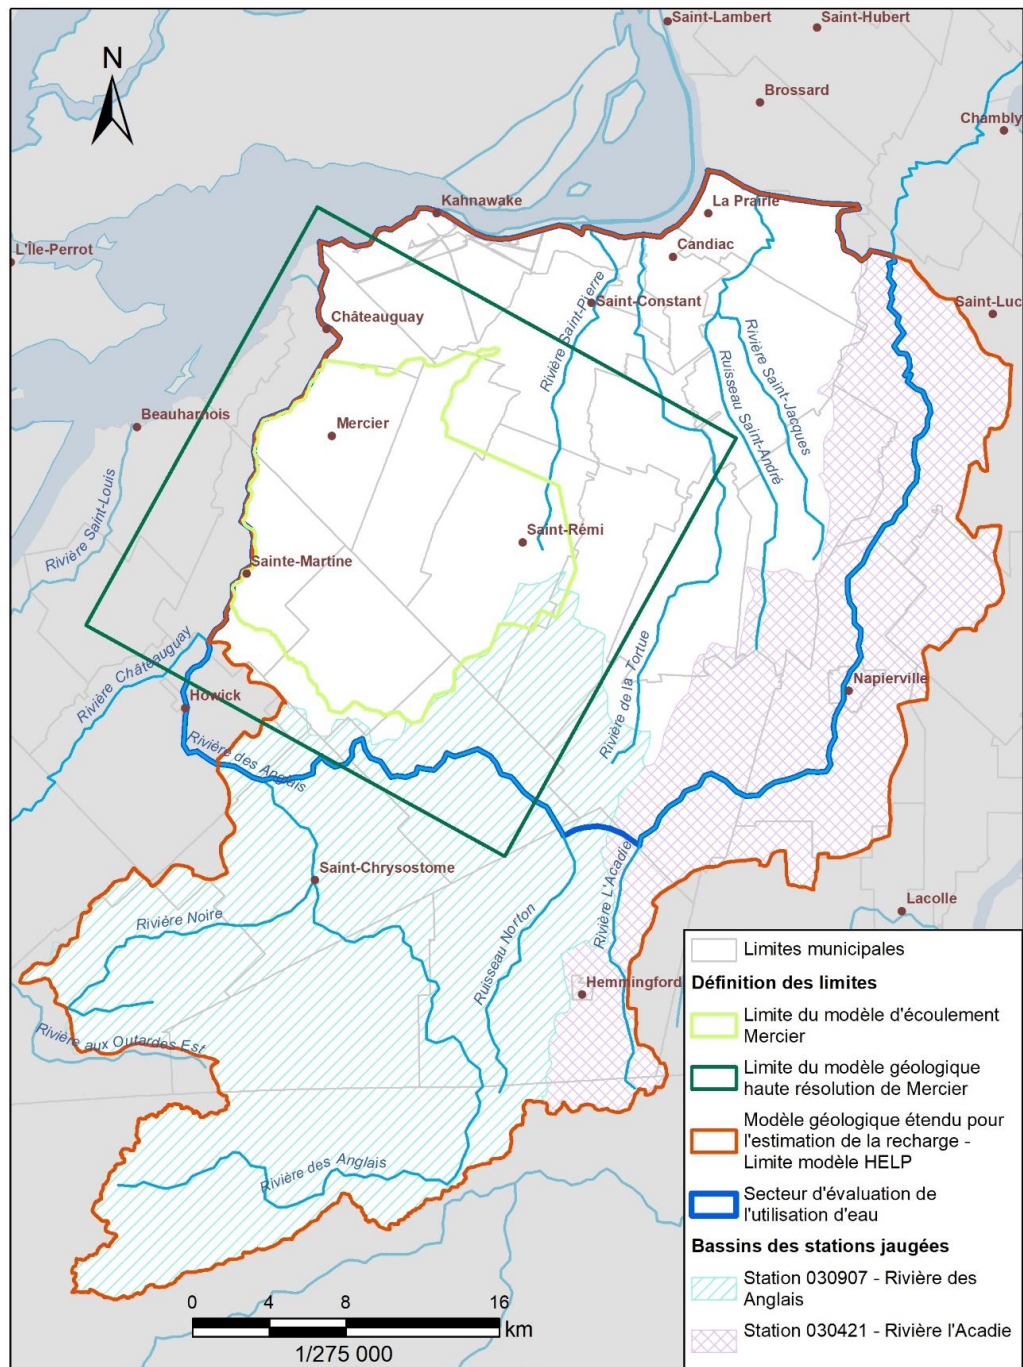 Saint-Lambert
Saint-Hubert
N
Brossard
Chambly
Kahnawake
La Prairie
L'Île-Perrot
Candiac
Saint-Constant
Saint-Luc
Rivière Saint-Pierre
Châteauguay
Rivière Saint-Jacques
Ruisseau Saint-André
Beauharnois
Mercier
Rivière Saint-Louis
Saint-Rémi
Sainte-Martine
Rivière Châteauguay
Rivière de la Tortue
Napierville
Howick
Rivière des Anglais
Saint-Chrysostome
Rivière L'Acadie
Lacolle
Rivière Noire
Ruisseau Norton
Hemmingford
Rivière aux Outardes Est
Rivière des Anglais
Limites municipales
Définition des limites
Limite du modèle d'écoulement
Mercier
Limite du modèle géologique
haute résolution de Mercier
Modèle géologique étendu pour
l'estimation de la recharge -
Limite modèle HELP
Secteur d'évaluation de
l'utilisation d'eau
Bassins des stations jaugées
Station 030907 - Rivière des
Anglais
Station 030421 - Rivière l'Acadie
0 4 8 16
km
1/275 000